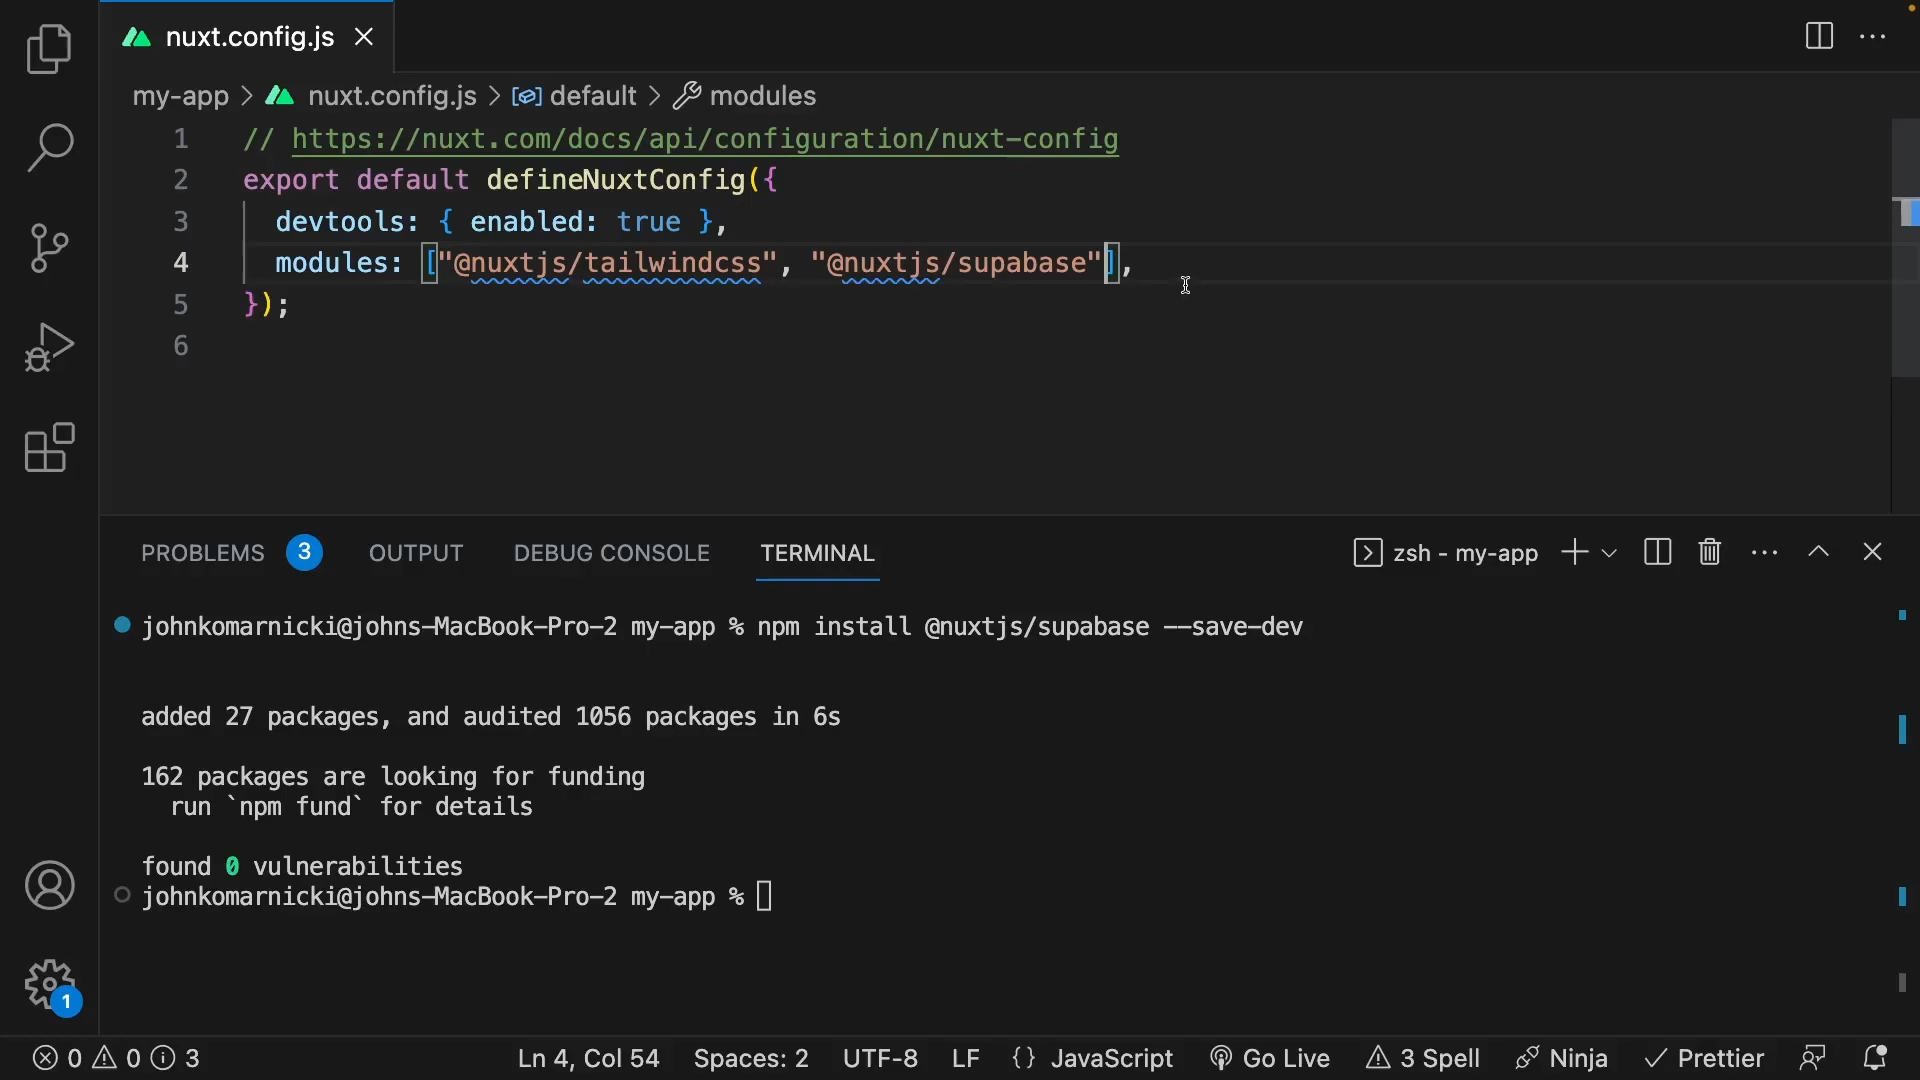 nuxt.config.js
my-app > nuxt.config.js > default > modules
1 // https://nuxt.com/docs/api/configuration/nuxt-config
2 export default defineNuxtConfig({
3 devtools: { enabled: true },
4 modules: ["@nuxtjs/tailwindcss", "@nuxtjs/supabase"],
5 });
6
PROBLEMS 3 OUTPUT DEBUG CONSOLE TERMINAL zsh - my-app
johnkomarnicki@johns-MacBook-Pro-2 my-app % npm install @nuxtjs/supabase --save-dev
added 27 packages, and audited 1056 packages in 6s
162 packages are looking for funding
run `npm fund` for details
found 0 vulnerabilities
johnkomarnicki@johns-MacBook-Pro-2 my-app %
1
0 0 3 Ln 4, Col 54 Spaces: 2 UTF-8 LF {} JavaScript Go Live 3 Spell Ninja Prettier